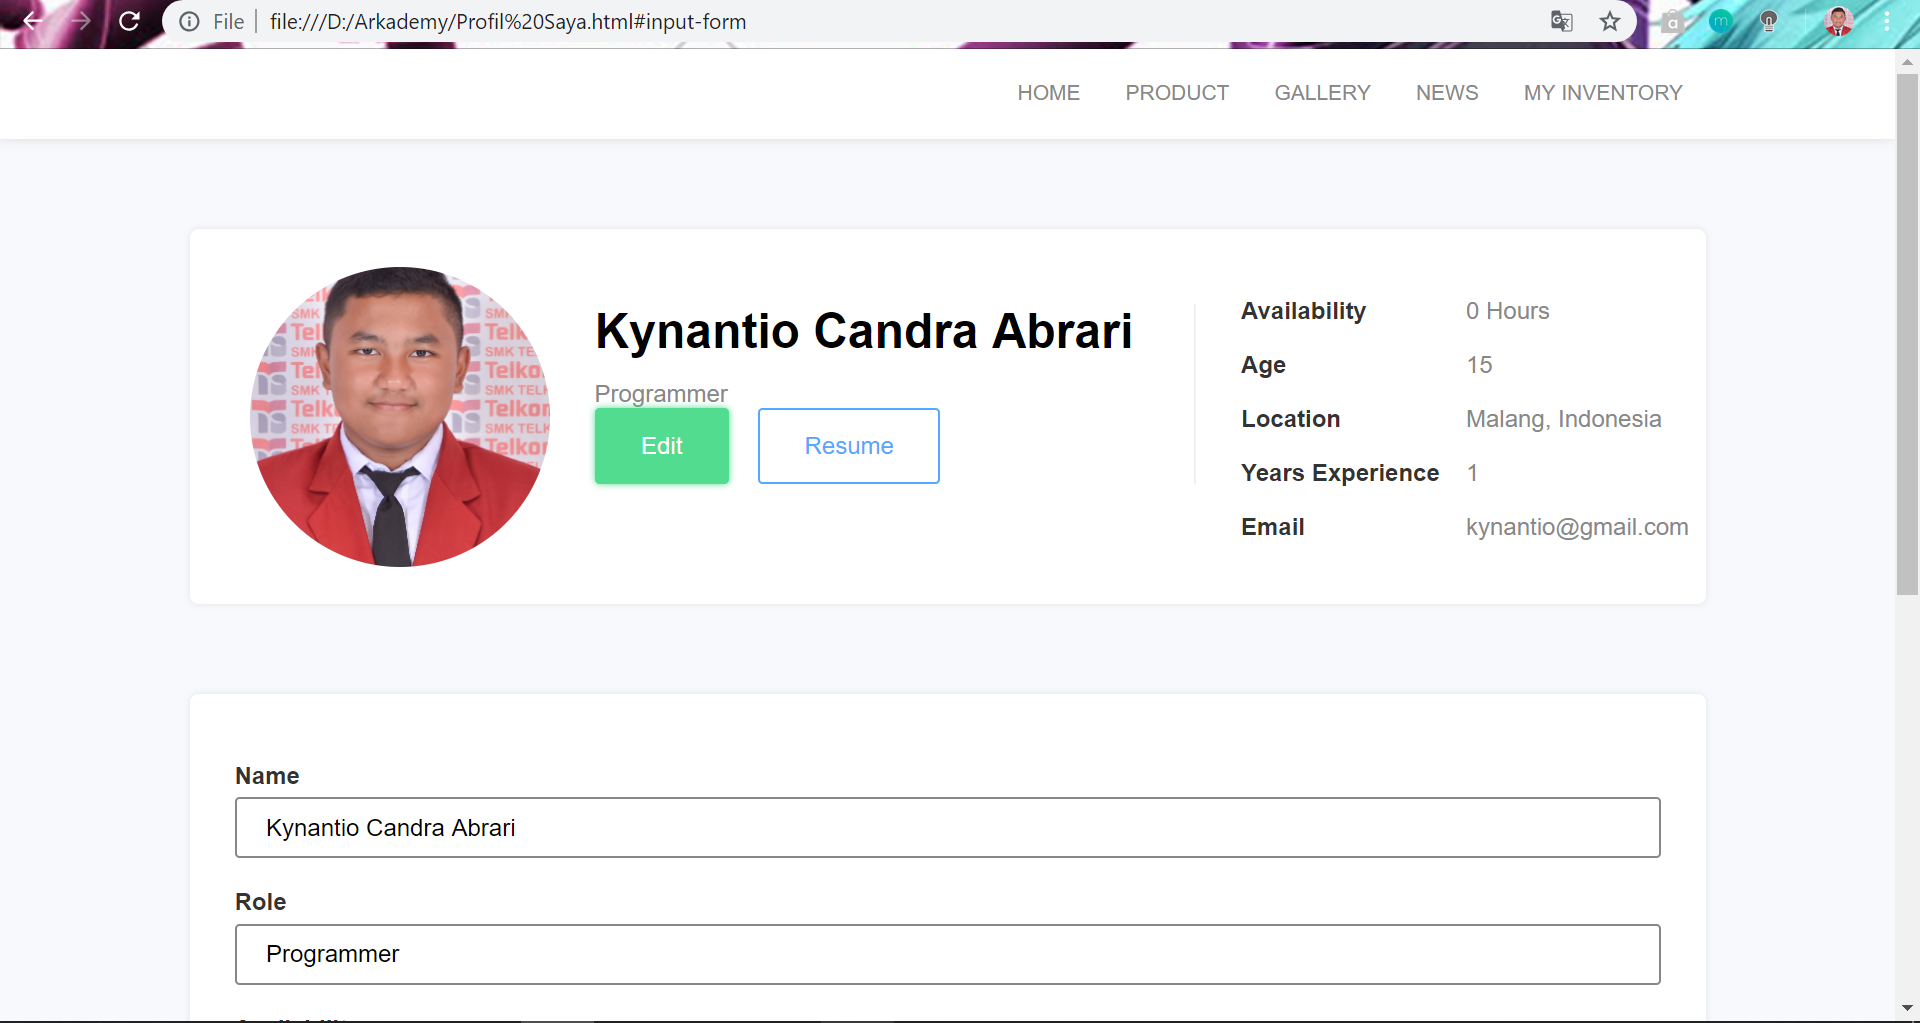 File file:///D:/Arkademy/Profil%20Saya.html#input-form
HOME PRODUCT GALLERY NEWS MY INVENTORY
SMK Telkom
Kynantio Candra Abrari
Programmer
Edit Resume
Availability 0 Hours
Age 15
Location Malang, Indonesia
Years Experience 1
Email kynantio@gmail.com
Name
Kynantio Candra Abrari
Role
Programmer